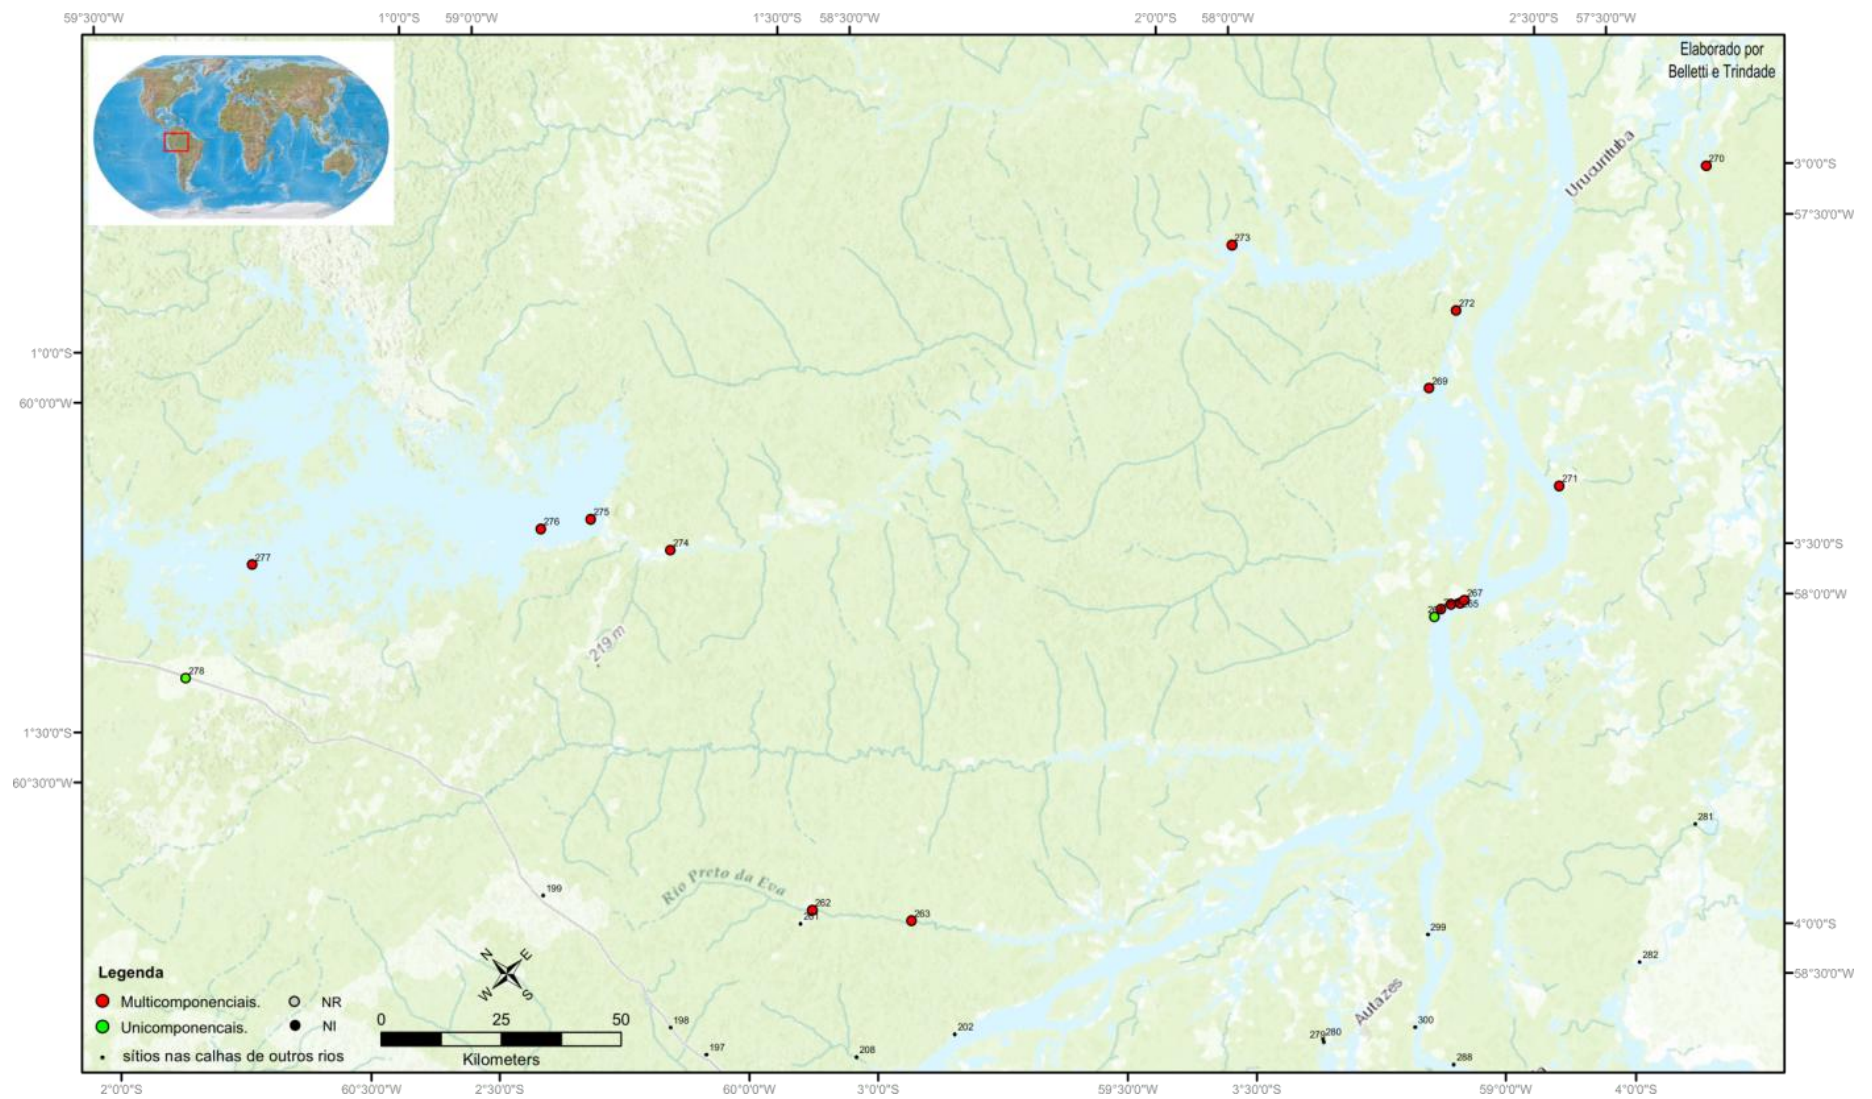 59°30'0"W
1°0'0"S
59°0'0"W
1°30'0"S
58°30'0"W
2°0'0"S
58°0'0"W
2°30'0"S
57°30'0"W
Elaborado por
Belletti e Trindade
Urucurituba
270
3°0'0"S
57°30'0"W
273
272
1°0'0"S
269
60°0'0"W
271
275
276
274
277
3°30'0"S
267
265
58°0'0"W
219 m
278
1°30'0"S
60°30'0"W
281
Rio Preto da Eva
199
262
261
263
299
4°0'0"S
282
58°30'0"W
N
E
W
S
Legenda
Multicomponenciais.
NR
Unicomponencais.
NI
sítios nas calhas de outros rios
0
25
50
Kilometers
198
197
208
202
279
280
Autazes
300
288
2°0'0"S
60°30'0"W
2°30'0"S
60°0'0"W
3°0'0"S
59°30'0"W
3°30'0"S
59°0'0"W
4°0'0"S